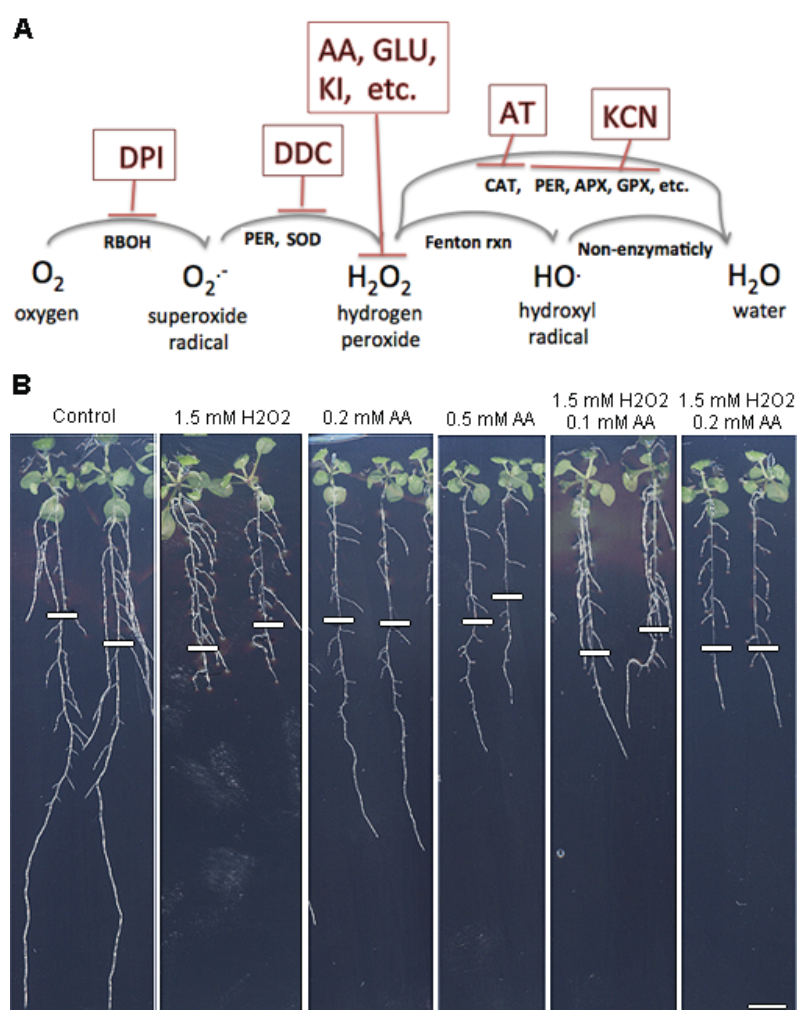 A
AA, GLU,
KI, etc.
AT
KCN
DPI
DDC
CAT, PER, APX, GPX, etc.
RBOH
PER, SOD
Fenton rxn
Non-enzymaticly
O2
O2·-
H2O2
HO·
H2O
oxygen
superoxide
radical
hydrogen
peroxide
hydroxyl
radical
water
B
Control
1.5 mM H2O2
0.2 mM AA
0.5 mM AA
1.5 mM H2O2
0.1 mM AA
1.5 mM H2O2
0.2 mM AA